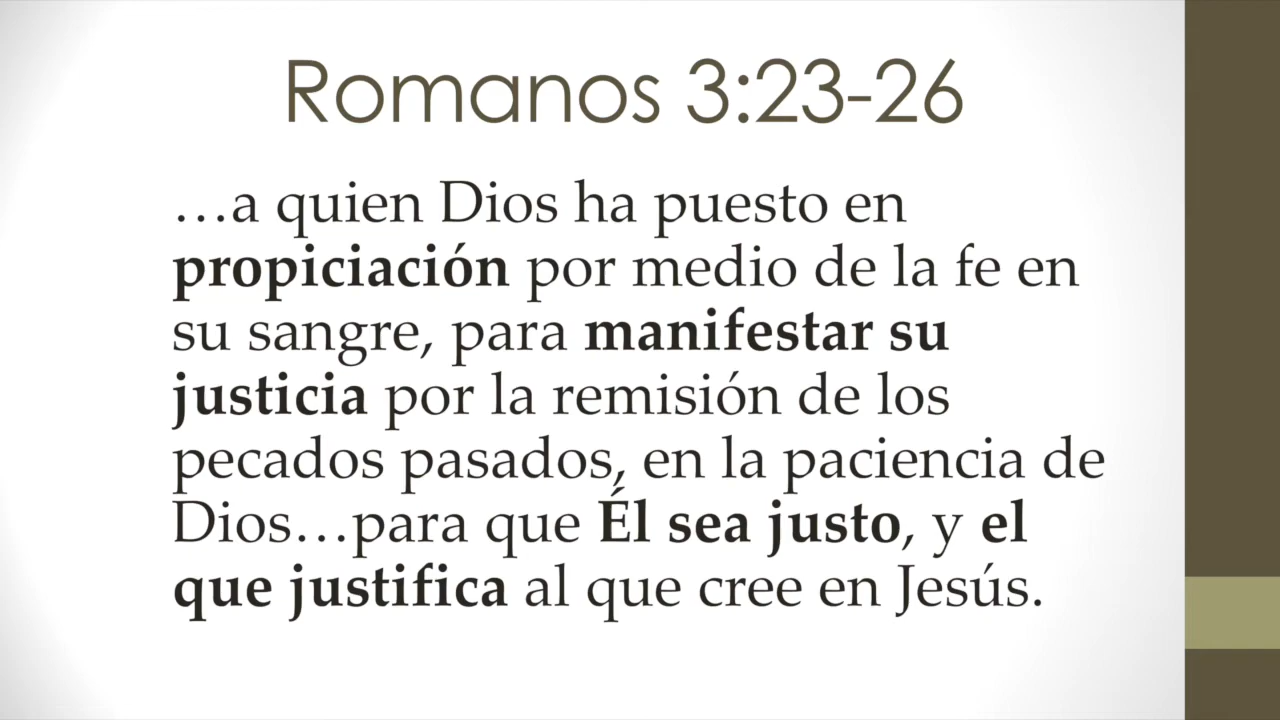 Romanos 3:23-26
…a quien Dios ha puesto en
propiciación por medio de la fe en
su sangre, para manifestar su
justicia por la remisión de los
pecados pasados, en la paciencia de
Dios…para que Él sea justo, y el
que justifica al que cree en Jesús.